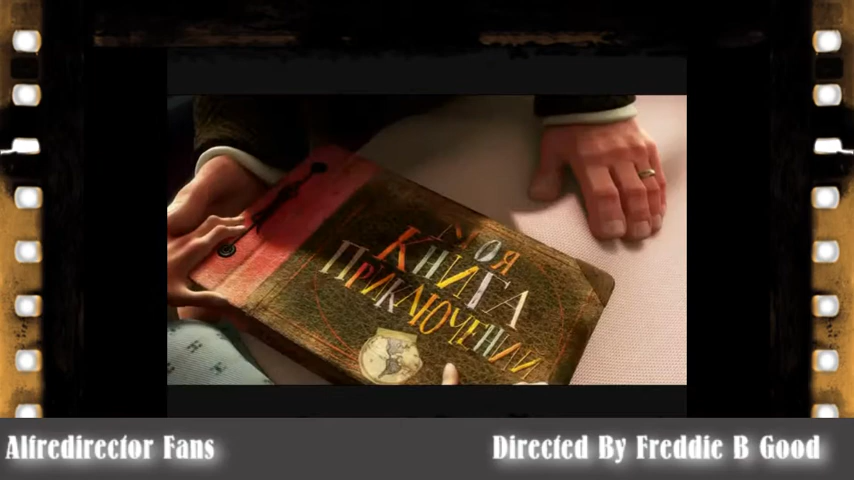 Моя
Книга
Приключений
Alfredirector Fans
Directed By Freddie B Good